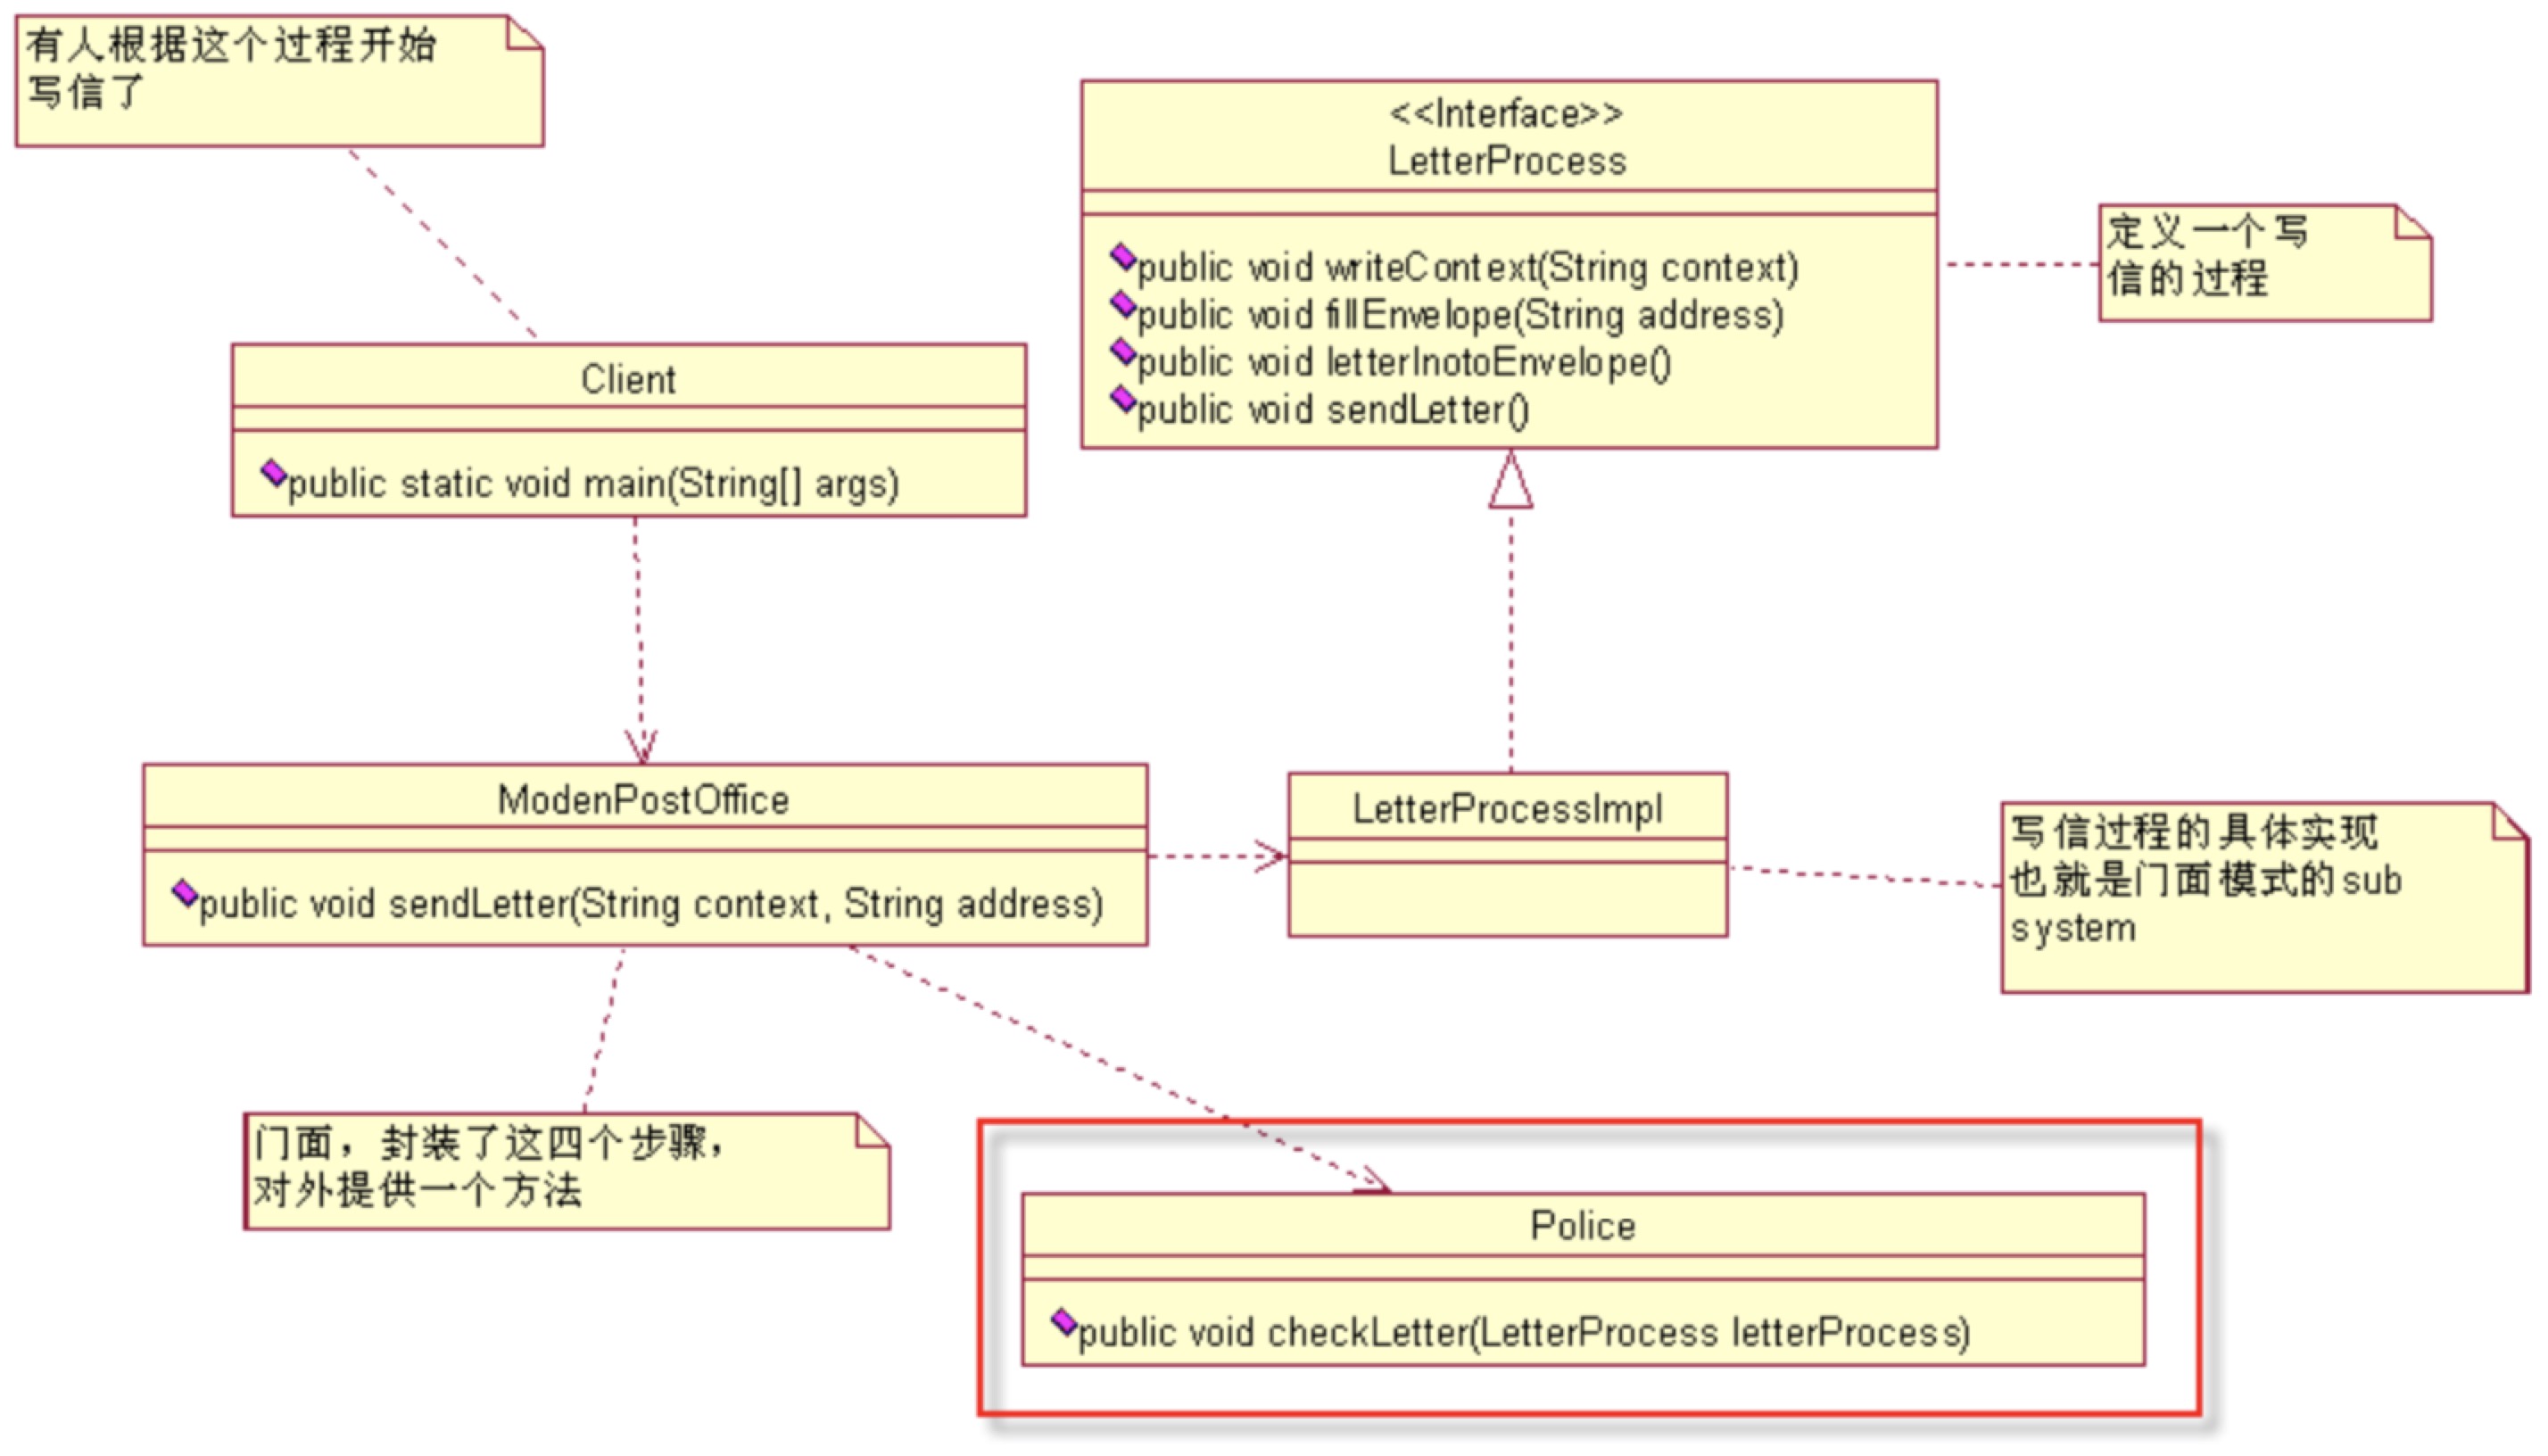 有人根据这个过程开始
写信了
<<Interface>>
LetterProcess
public void writeContext(String context)
public void fillEnvelope(String address)
public void letterInotoEnvelope()
public void sendLetter()
定义一个写
信的过程
Client
public static void main(String[] args)
ModenPostOffice
public void sendLetter(String context, String address)
LetterProcessImpl
写信过程的具体实现
也就是门面模式的sub
system
门面，封装了这四个步骤，
对外提供一个方法
Police
public void checkLetter(LetterProcess letterProcess)